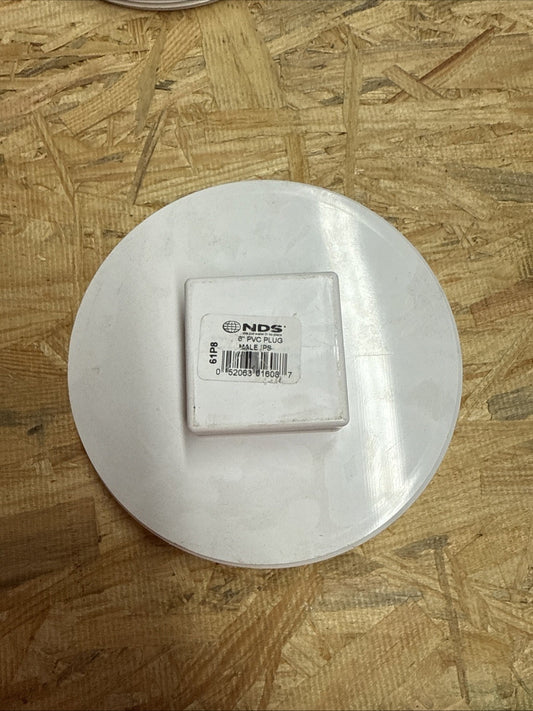 NDS
8" PVC PLUG
MALE IPS
61P8
0 52063 61608 7